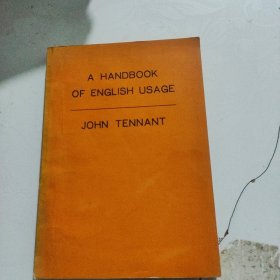 A HANDBOOK
OF ENGLISH USAGE
JOHN TENNANT